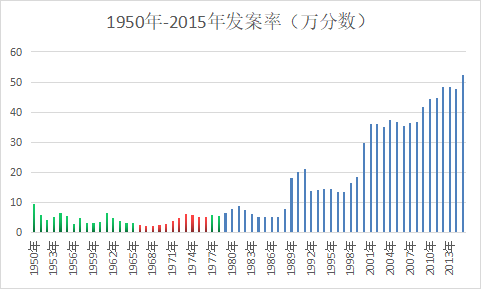 1950年-2015年发案率（万分数）
60
50
40
30
20
10
0
1950年
1953年
1956年
1959年
1962年
1965年
1968年
1971年
1974年
1977年
1980年
1983年
1986年
1989年
1992年
1995年
1998年
2001年
2004年
2007年
2010年
2013年